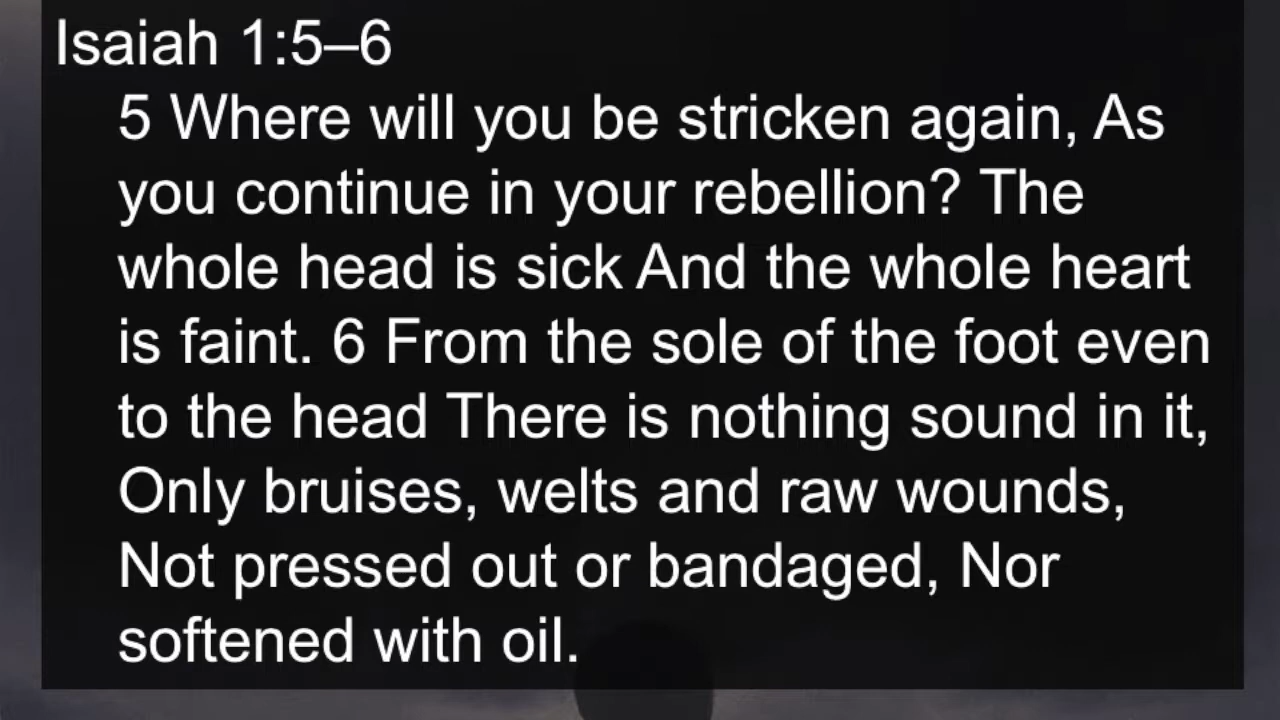 Isaiah 1:5–6
5 Where will you be stricken again, As
you continue in your rebellion? The
whole head is sick And the whole heart
is faint. 6 From the sole of the foot even
to the head There is nothing sound in it,
Only bruises, welts and raw wounds,
Not pressed out or bandaged, Nor
softened with oil.